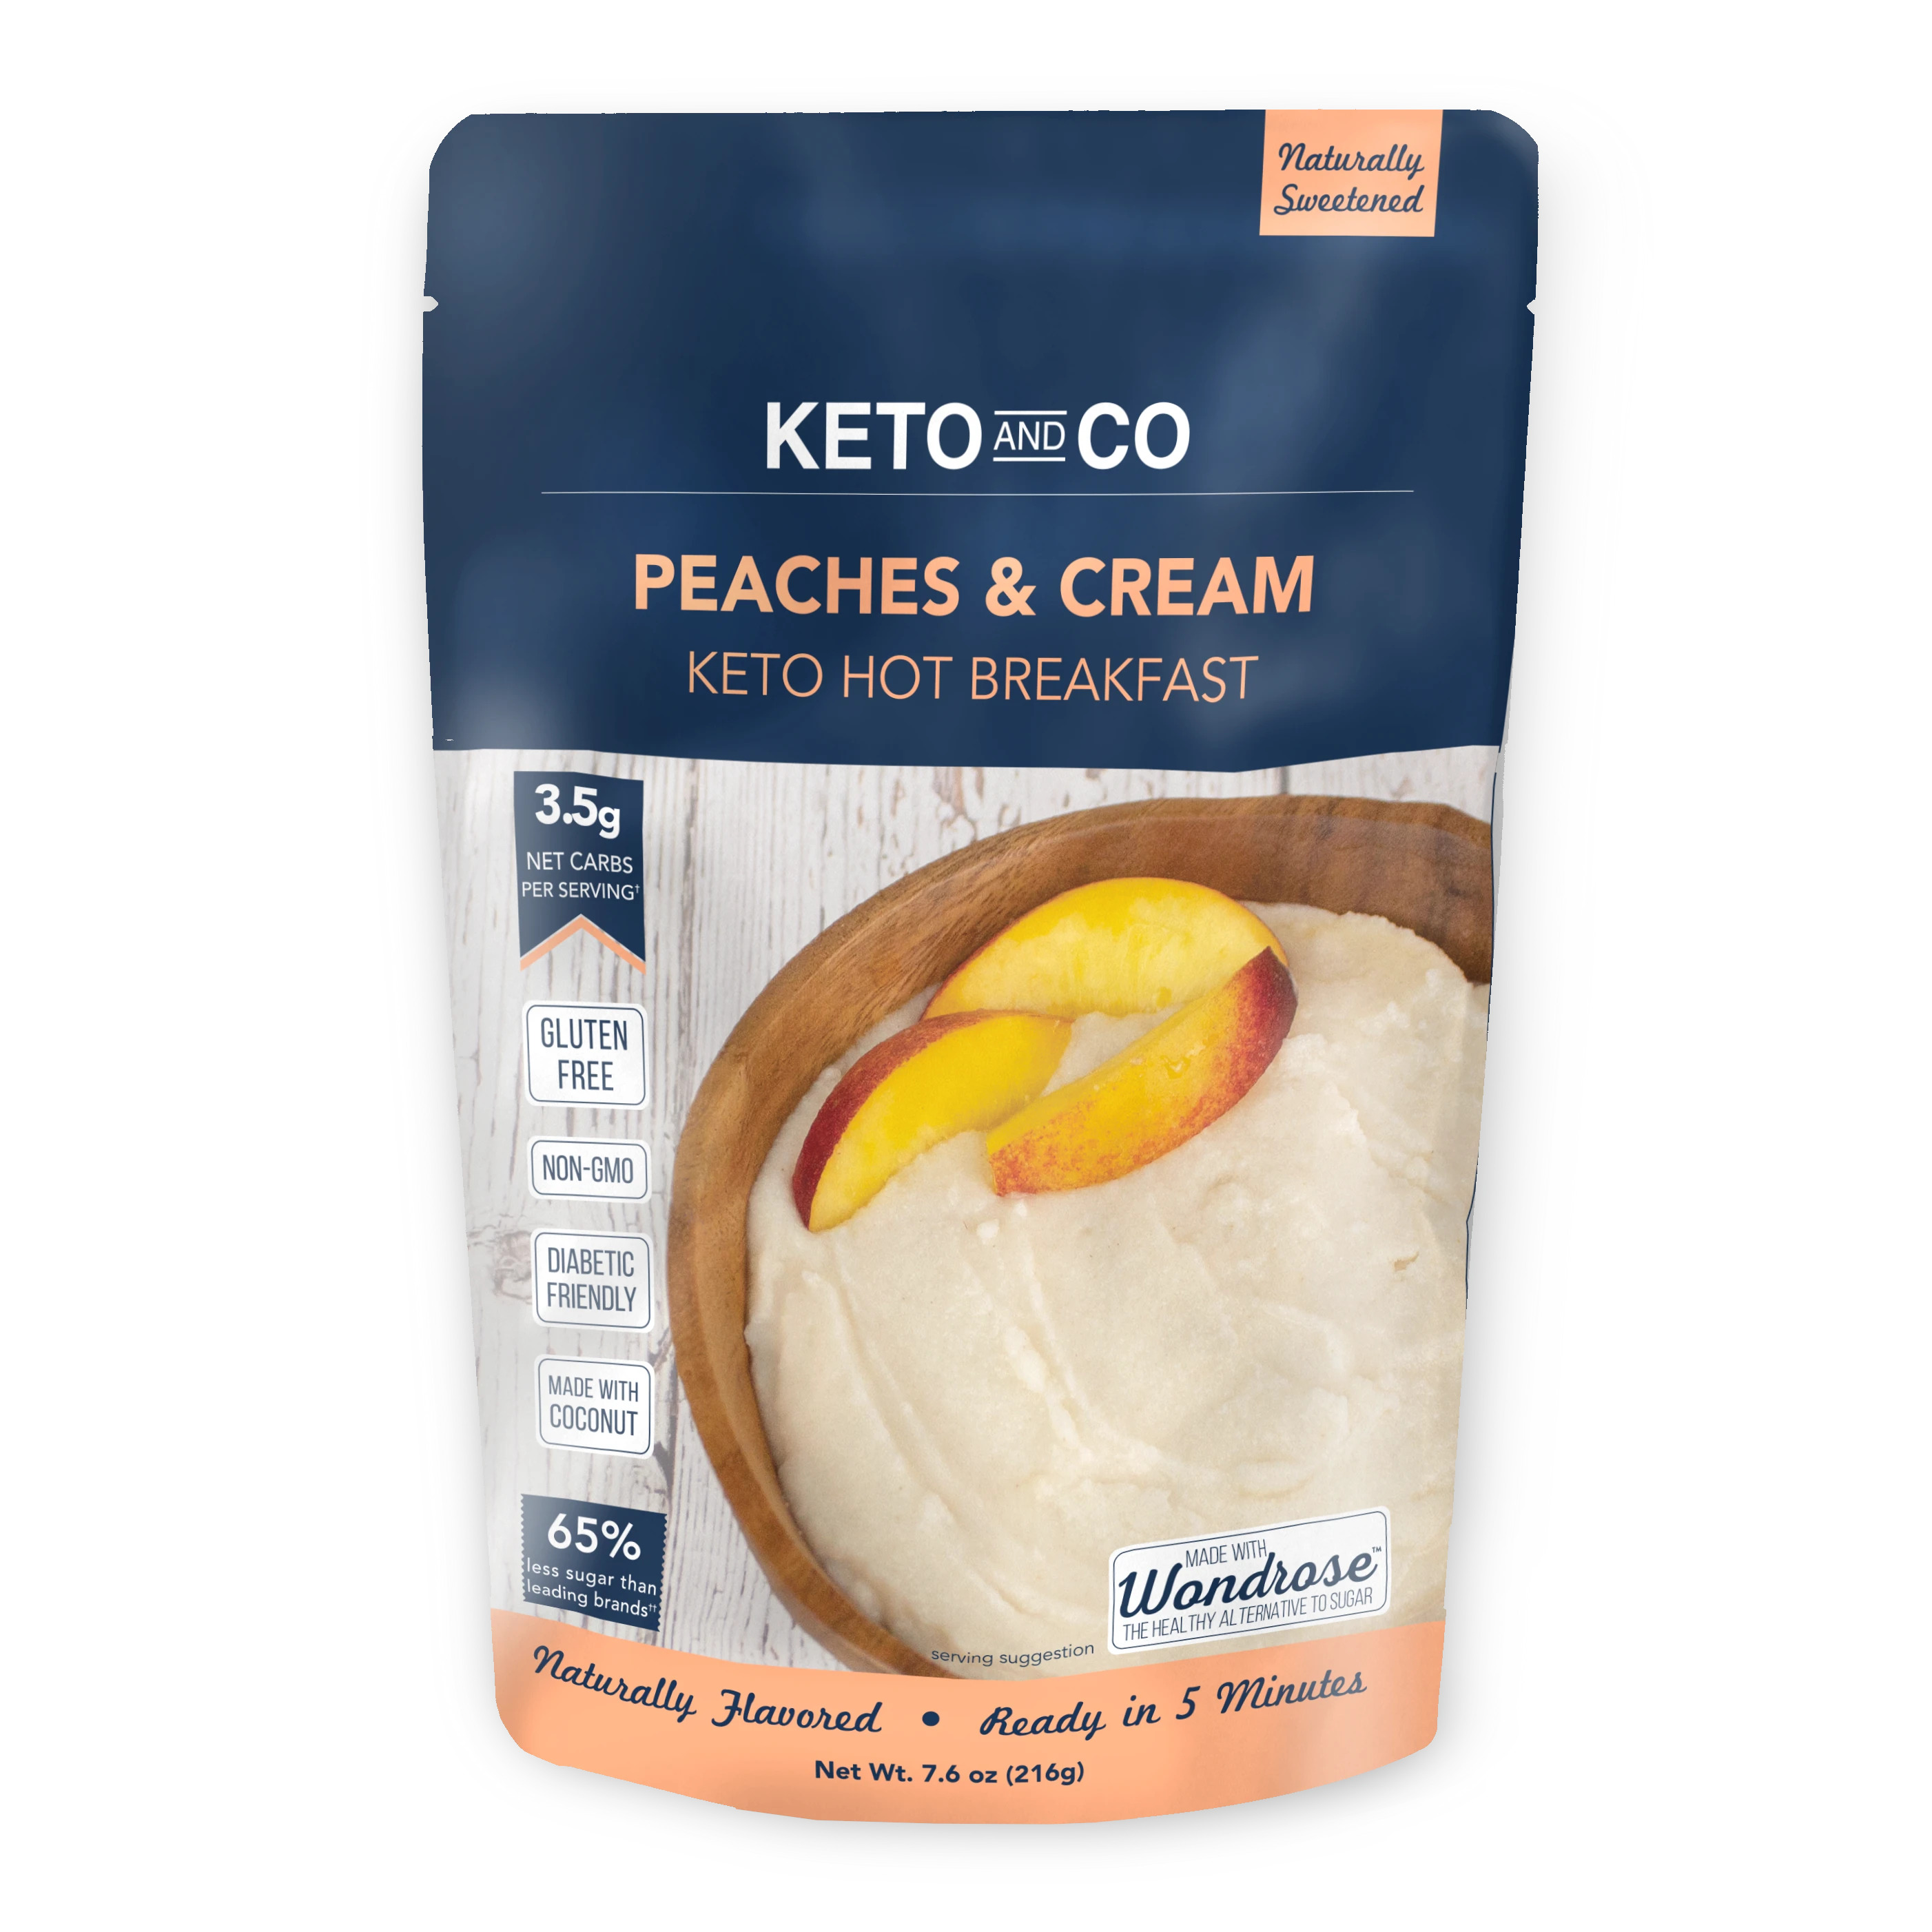 Naturally
Sweetened
KETO AND CO
PEACHES & CREAM
KETO HOT BREAKFAST
3.5g
NET CARBS
PER SERVING†
GLUTEN
FREE
NON-GMO
DIABETIC
FRIENDLY
MADE WITH
COCONUT
65%
less sugar than
leading brands††
MADE WITH
Wondrose™
THE HEALTHY ALTERNATIVE TO SUGAR
serving suggestion
Naturally Flavored • Ready in 5 Minutes
Net Wt. 7.6 oz (216g)